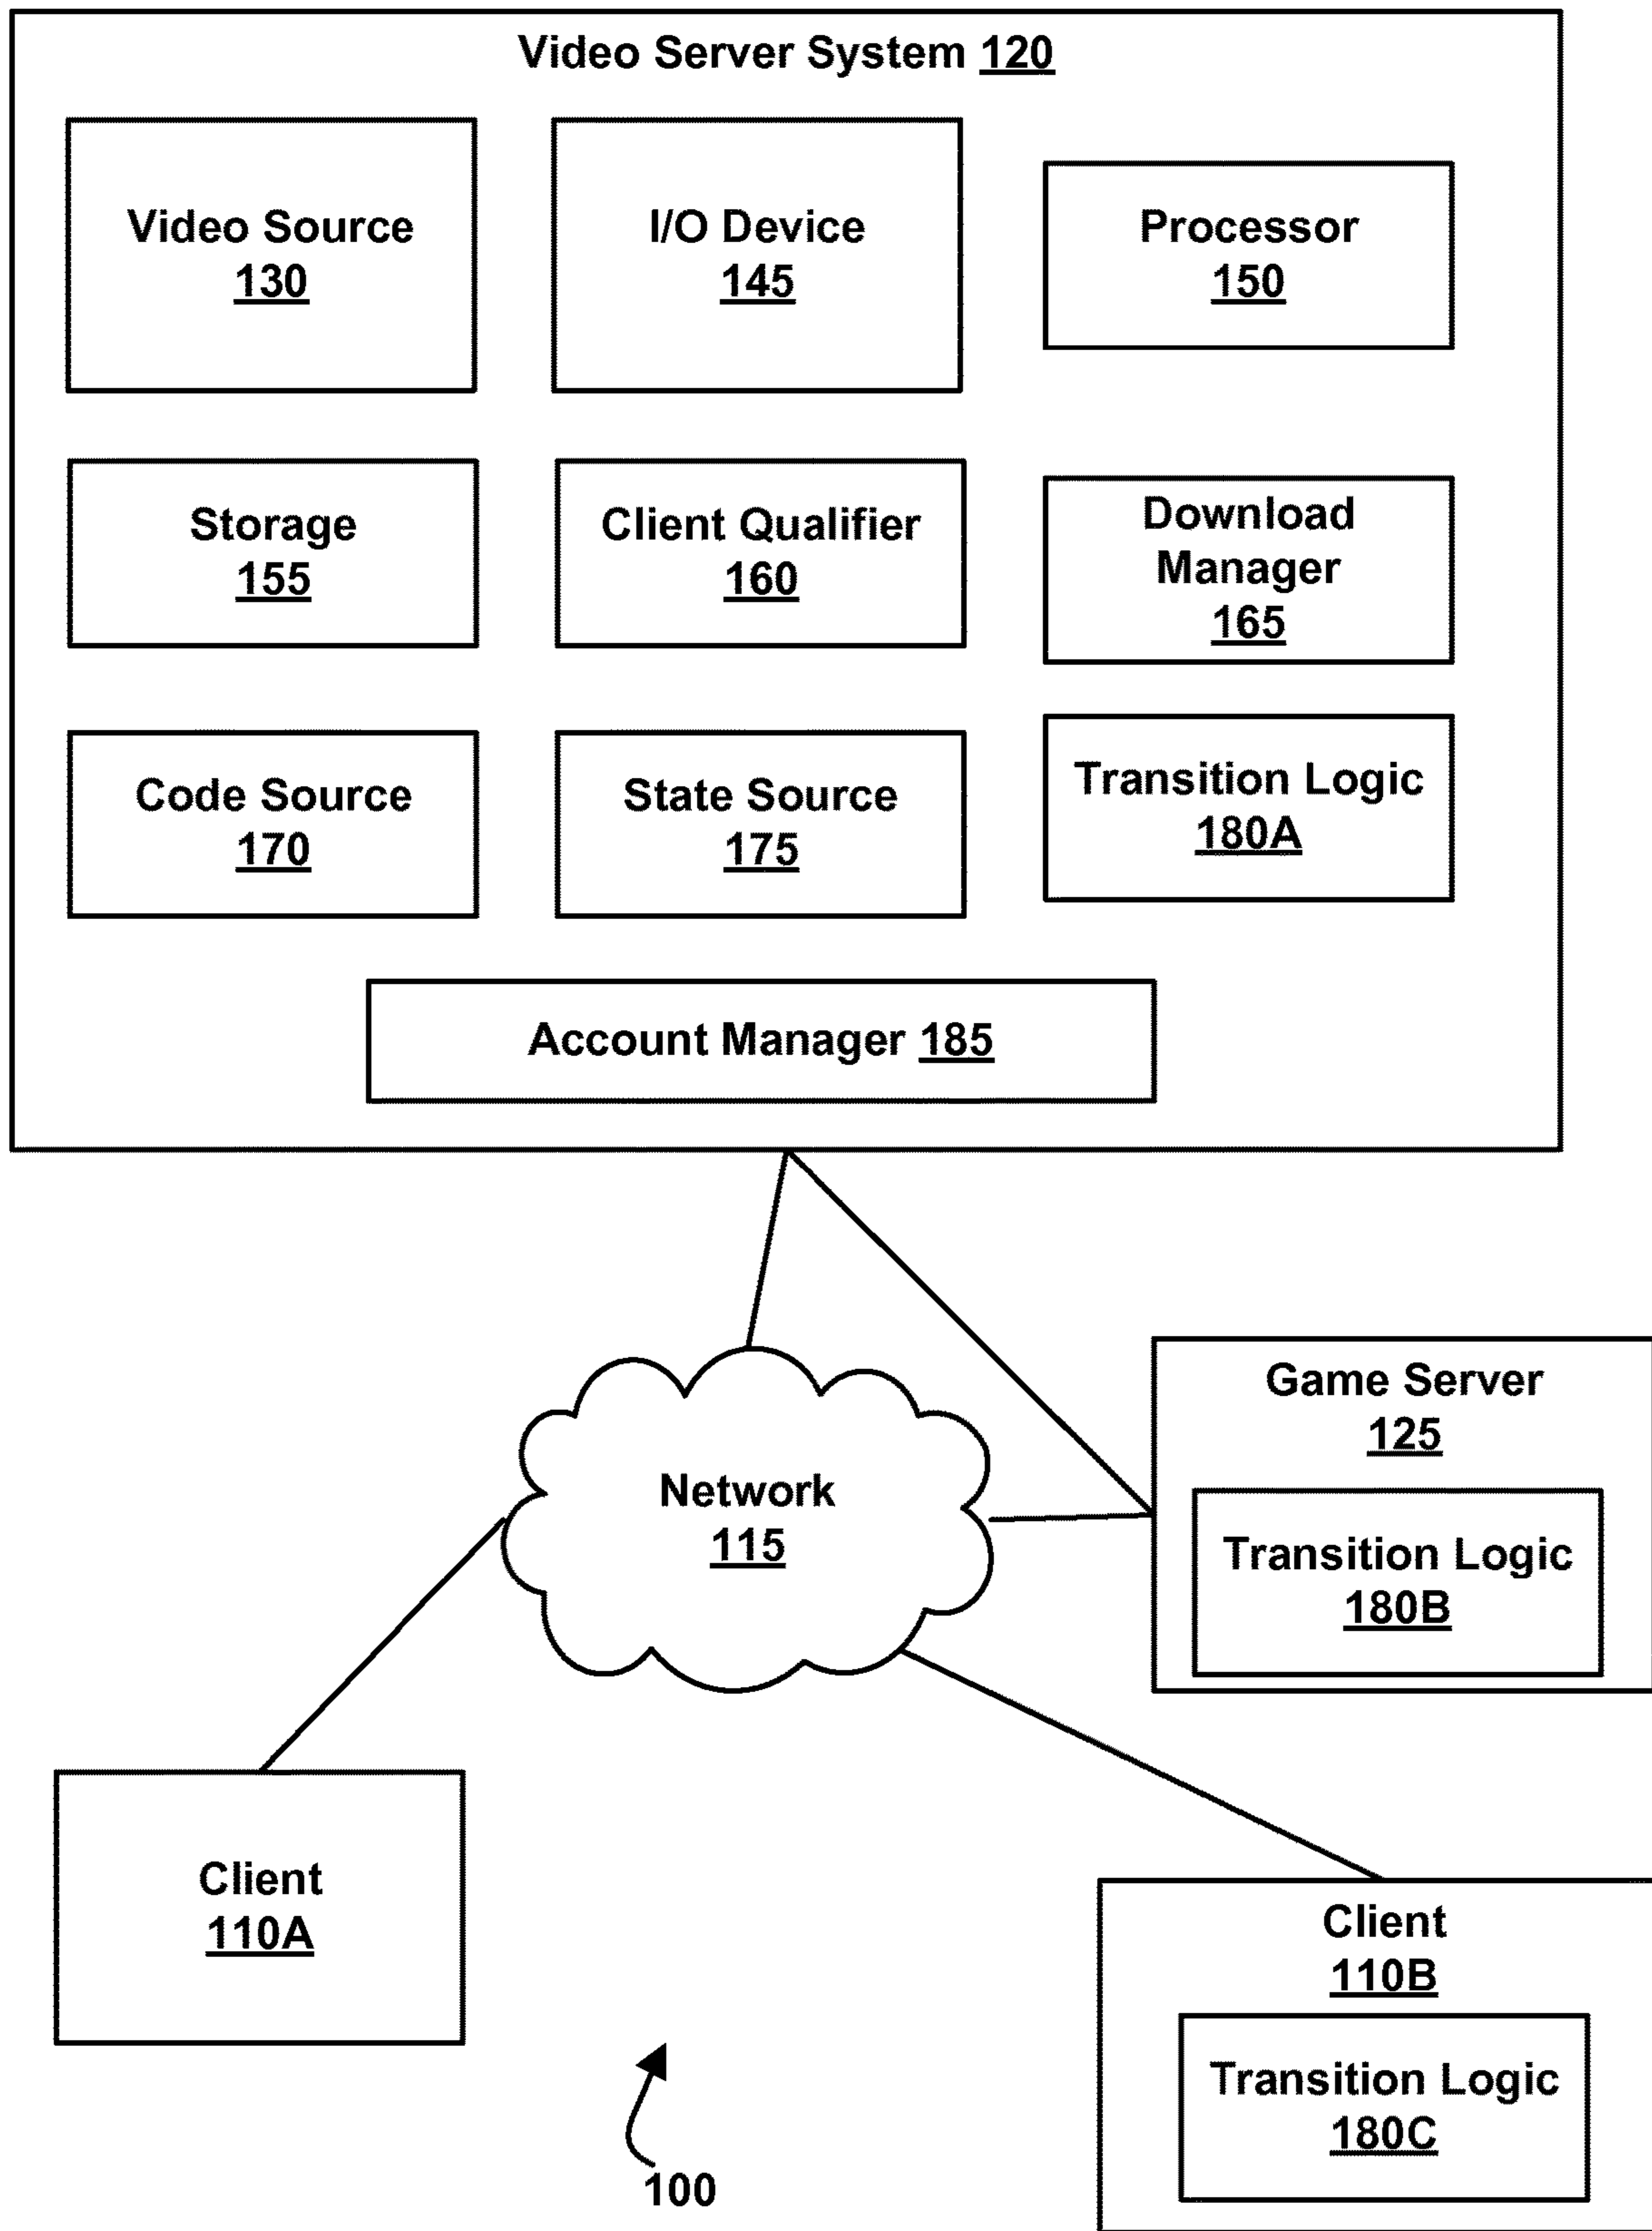 Video Server System 120
Video Source
130
I/O Device
145
Processor
150
Storage
155
Client Qualifier
160
Download
Manager
165
Code Source
170
State Source
175
Transition Logic
180A
Account Manager 185
Game Server
125
Transition Logic
180B
Network
115
Client
110A
Client
110B
Transition Logic
180C
100